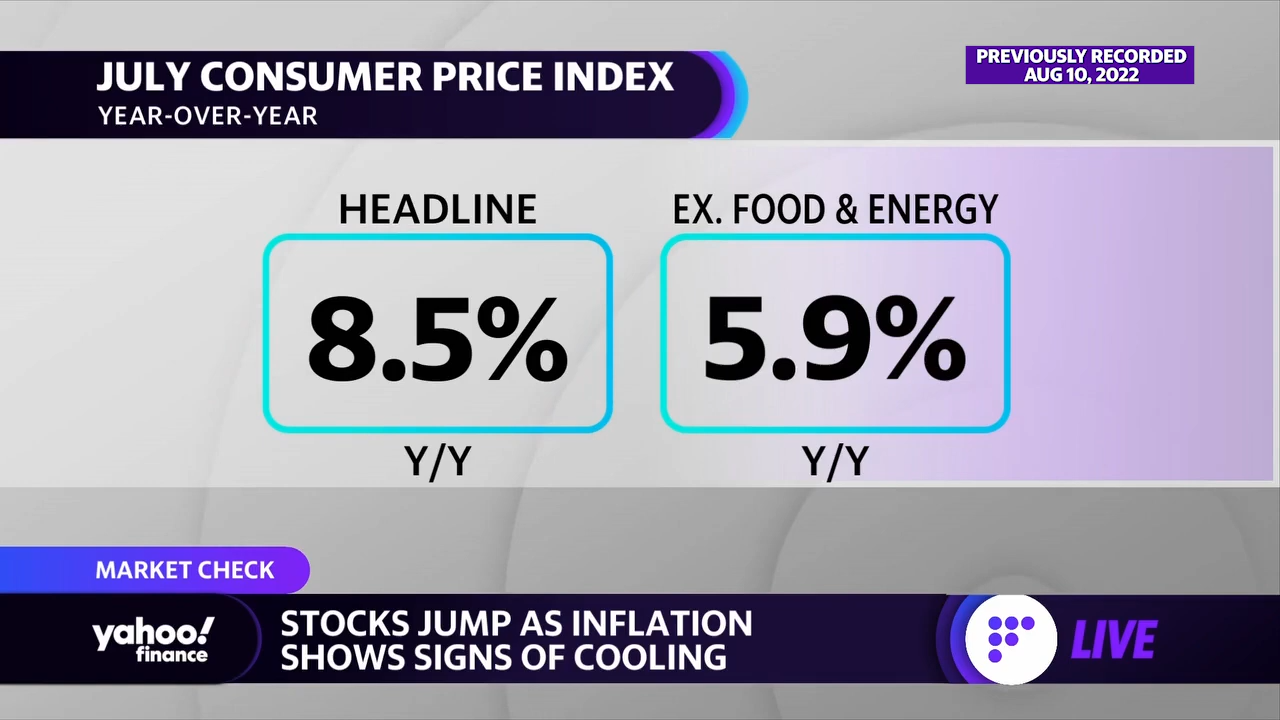 JULY CONSUMER PRICE INDEX
YEAR-OVER-YEAR
PREVIOUSLY RECORDED
AUG 10, 2022
HEADLINE
8.5%
Y/Y
EX. FOOD & ENERGY
5.9%
Y/Y
MARKET CHECK
yahoo!
finance
STOCKS JUMP AS INFLATION
SHOWS SIGNS OF COOLING
LIVE